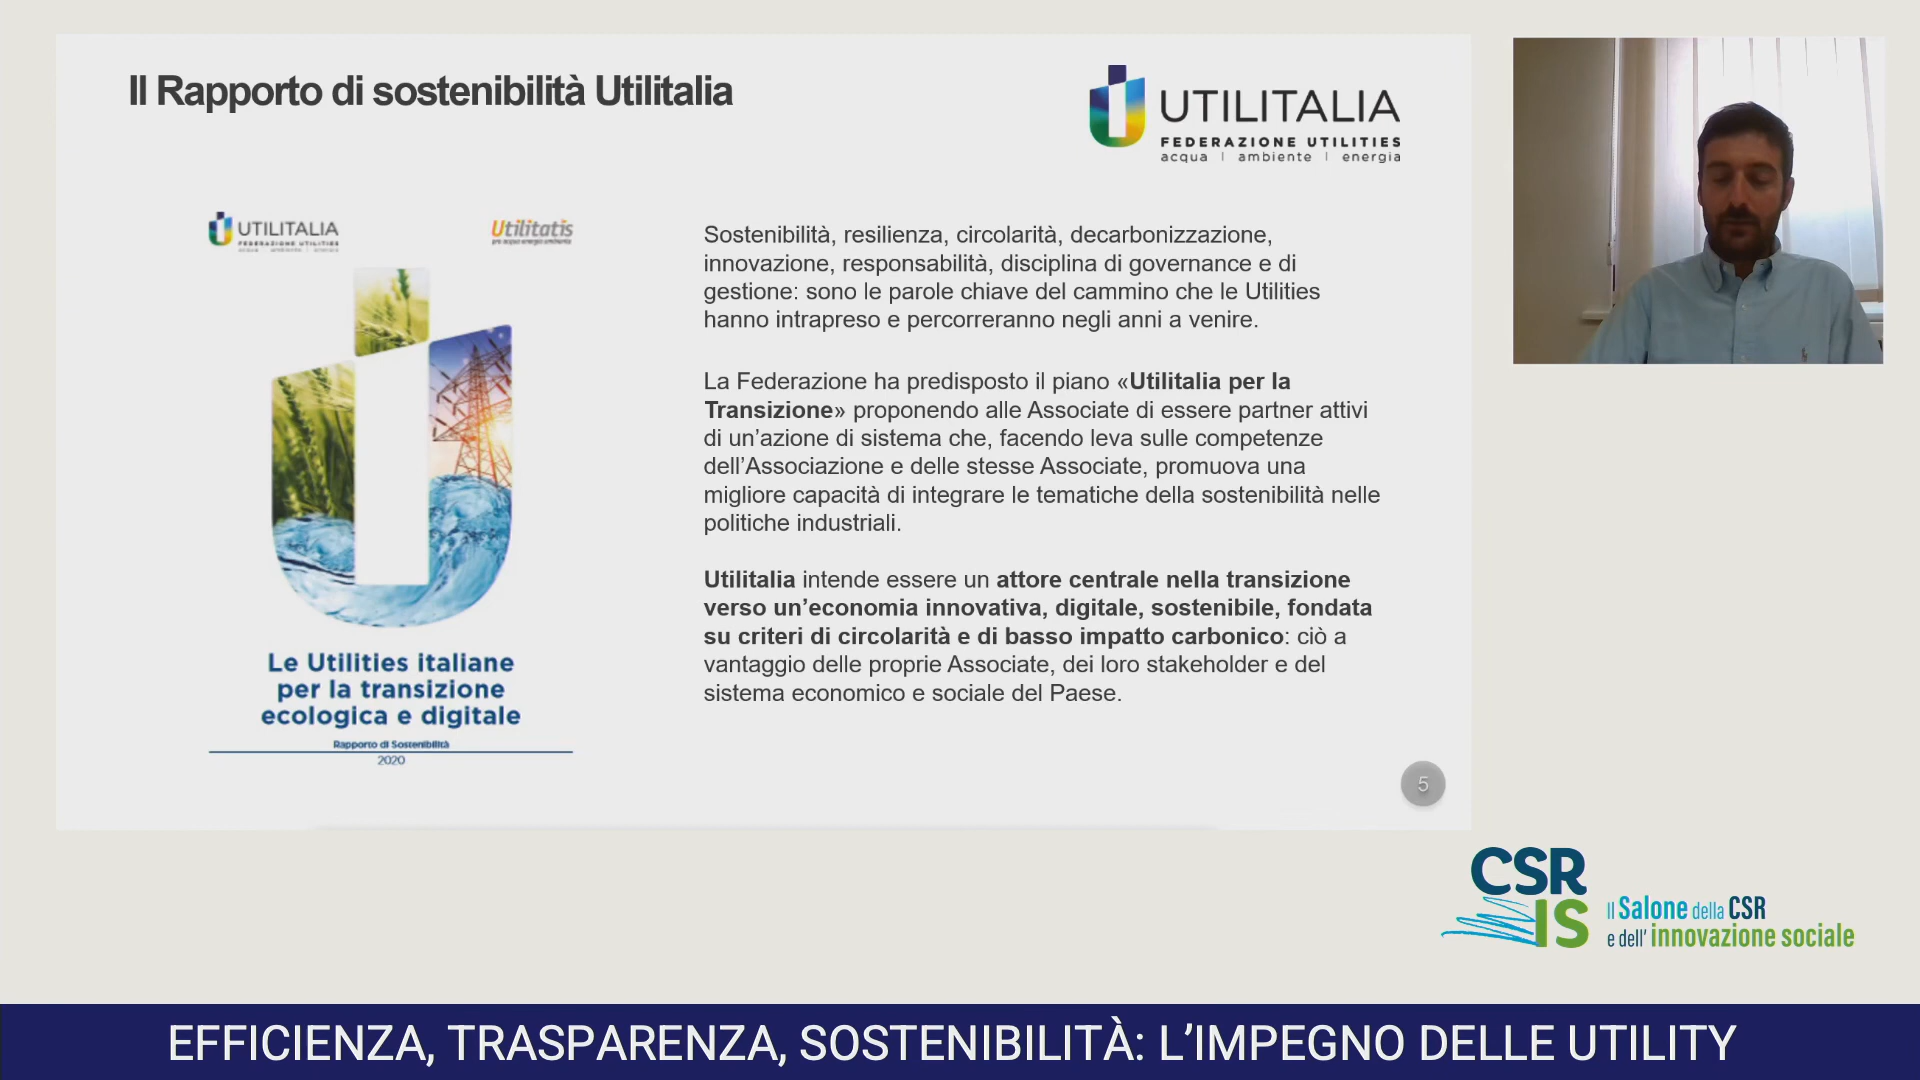 Il Rapporto di sostenibilità Utilitalia
UTILITALIA
FEDERAZIONE UTILITIES
acqua | ambiente | energia
UTILITALIA
FEDERAZIONE UTILITIES
acqua | ambiente | energia
Utilitatis
pro acqua energia ambiente
Le Utilities italiane
per la transizione
ecologica e digitale
Rapporto di Sostenibilità
2020
Sostenibilità, resilienza, circolarità, decarbonizzazione,
innovazione, responsabilità, disciplina di governance e di
gestione: sono le parole chiave del cammino che le Utilities
hanno intrapreso e percorreranno negli anni a venire.
La Federazione ha predisposto il piano «Utilitalia per la
Transizione» proponendo alle Associate di essere partner attivi
di un’azione di sistema che, facendo leva sulle competenze
dell’Associazione e delle stesse Associate, promuova una
migliore capacità di integrare le tematiche della sostenibilità nelle
politiche industriali.
Utilitalia intende essere un attore centrale nella transizione
verso un’economia innovativa, digitale, sostenibile, fondata
su criteri di circolarità e di basso impatto carbonico: ciò a
vantaggio delle proprie Associate, dei loro stakeholder e del
sistema economico e sociale del Paese.
5
CSR
IS
Il Salone della CSR
e dell’ innovazione sociale
EFFICIENZA, TRASPARENZA, SOSTENIBILITÀ: L’IMPEGNO DELLE UTILITY